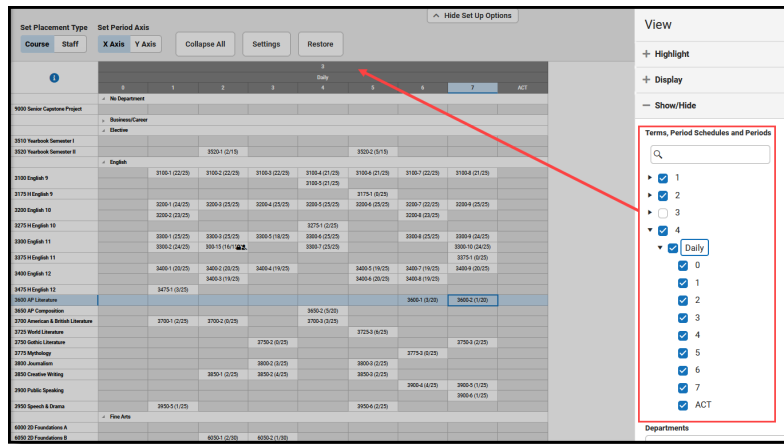 Hide Set Up Options
Set Placement Type Set Period Axis
Course Staff X Axis Y Axis Collapse All Settings Restore
3
Daily
0 1 2 3 4 5 6 7 ACT
No Department
9000 Senior Capstone Project
Business/Career
Elective
3510 Yearbook Semester I
3520 Yearbook Semester II 3520-1 (2/15) 3520-2 (5/15)
English
3100 English 9 3100-1 (22/25) 3100-2 (22/25) 3100-3 (22/25) 3100-4 (21/25) 3100-6 (21/25) 3100-7 (22/25) 3100-8 (21/25)
3100-5 (21/25)
3175 H English 9 3175-1 (0/25)
3200 English 10 3200-1 (24/25) 3200-3 (25/25) 3200-4 (25/25) 3200-5 (25/25) 3200-6 (25/25) 3200-7 (22/25) 3200-9 (25/25)
3200-2 (23/25) 3200-8 (23/25)
3275 H English 10 3275-1 (2/25)
3300 English 11 3300-1 (25/25) 3300-3 (25/25) 3300-5 (18/25) 3300-6 (25/25) 3300-8 (25/25) 3300-9 (24/25)
3300-2 (24/25) 300-13 (16/11 3300-7 (25/25) 3300-10 (24/25)
3375 H English 11 3375-1 (0/25)
3400 English 12 3400-1 (20/25) 3400-2 (20/25) 3400-4 (19/25) 3400-5 (19/25) 3400-7 (19/25) 3400-9 (20/25)
3400-3 (19/25) 3400-6 (20/25) 3400-8 (19/25)
3475 H English 12 3475-1 (3/25)
3600 AP Literature 3600-1 (3/20) 3600-2 (1/20)
3650 AP Composition 3650-2 (5/20)
3700 American & British Literature 3700-1 (2/25) 3700-2 (0/25) 3700-3 (3/25)
3725 World Literature 3725-3 (6/25)
3750 Gothic Literature 3750-2 (0/25) 3750-3 (2/25)
3775 Mythology 3775-3 (0/25)
3800 Journalism 3800-2 (3/25) 3800-3 (2/25)
3850 Creative Writing 3850-1 (2/25) 3850-2 (4/25) 3850-3 (2/25)
3900 Public Speaking 3900-4 (4/25) 3900-5 (1/25)
3900-6 (1/25)
3950 Speech & Drama 3950-5 (1/25) 3950-6 (2/25)
Fine Arts
6000 2D Foundations A
6050 2D Foundations B 6050-1 (2/30) 6050-2 (1/30)
View
Highlight
Display
Show/Hide
Terms, Period Schedules and Periods
1
2
3
4
Daily
0
1
2
3
4
5
6
7
ACT
Departments